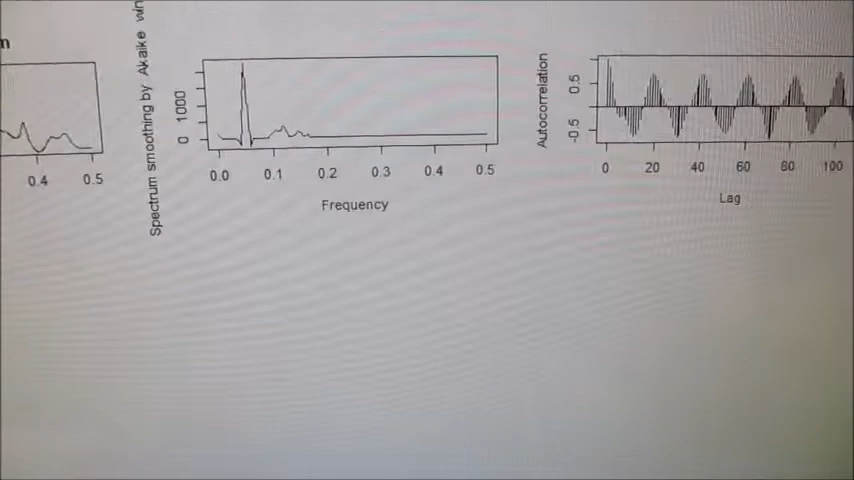 0.4 0.5
Spectrum smoothing by Akaike win
0 1000
0.0 0.1 0.2 0.3 0.4 0.5
Frequency
Autocorrelation
-0.5 0.5
0 20 40 60 80 100
Lag